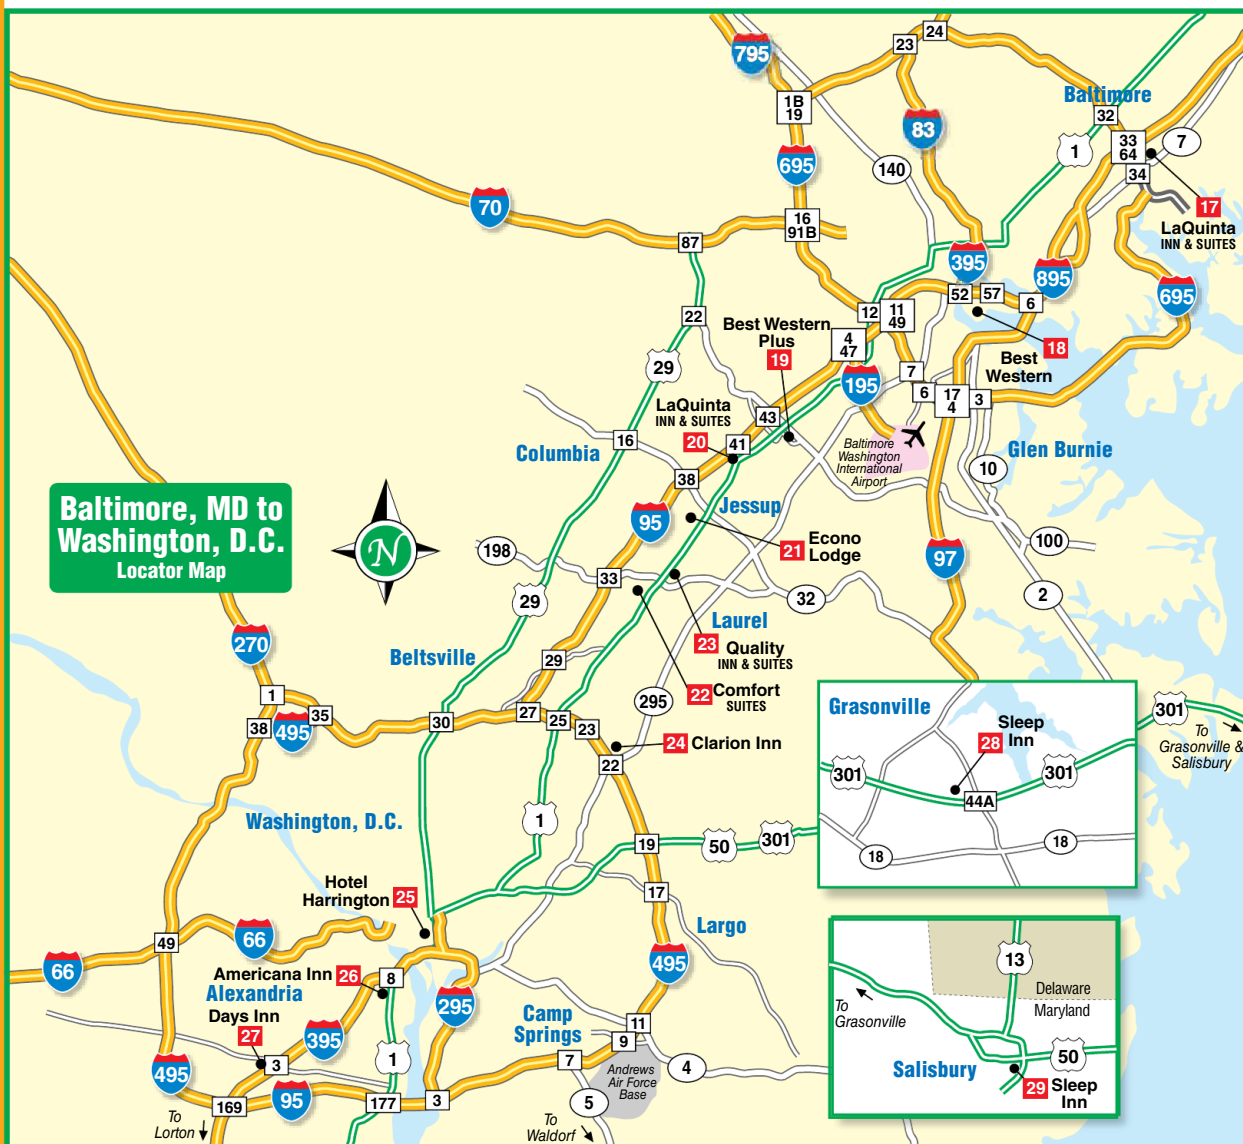 24
23
795
1B
19
Baltimore
32
83
1
33
64
7
695
140
34
70
16
91B
17
LaQuinta
INN & SUITES
87
395
895
695
52
57
6
12
11
49
22
Best Western
Plus
19
4
47
18
Best
Western
29
7
195
6
17
4
3
LaQuinta
INN & SUITES
20
43
41
16
Columbia
Baltimore
Washington
International
Airport
Glen Burnie
10
38
Baltimore, MD to
Washington, D.C.
Locator Map
N
Jessup
95
21
Econo
Lodge
100
198
97
33
32
2
29
Laurel
270
23
Quality
INN & SUITES
Beltsville
29
1
22
Comfort
SUITES
295
35
38
495
30
27
25
23
24
Clarion Inn
22
Grasonville
Sleep
Inn
28
301
301
44A
18
18
301
To
Grasonville &
Salisbury
Washington, D.C.
1
19
50
301
17
Hotel
Harrington
25
Largo
49
66
66
495
Americana Inn
26
8
Alexandria
Days Inn
27
295
Camp
Springs
11
9
395
3
1
7
Andrews
Air Force
Base
4
495
95
169
177
3
5
To
Lorton
To
Waldorf
13
Delaware
Maryland
To
Grasonville
50
Salisbury
29
Sleep
Inn